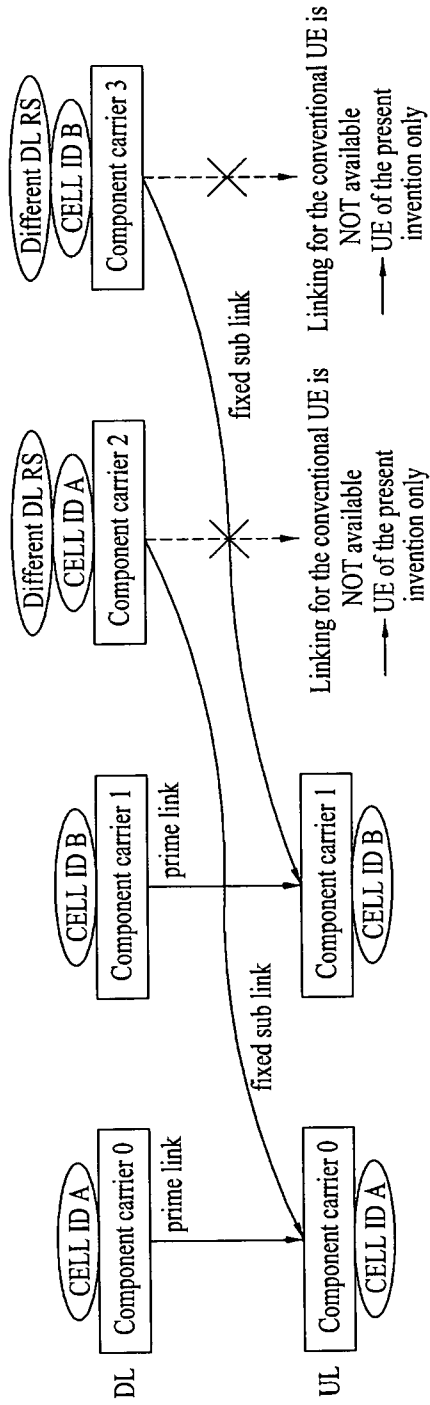 Different DL RS
Different DL RS
CELL ID A
CELL ID B
CELL ID A
CELL ID B
DL
Component carrier 0
Component carrier 1
Component carrier 2
Component carrier 3
prime link
prime link
fixed sub link
fixed sub link
UL
Component carrier 0
Component carrier 1
CELL ID A
CELL ID B
Linking for the conventional UE is
NOT available
UE of the present
invention only
Linking for the conventional UE is
NOT available
UE of the present
invention only